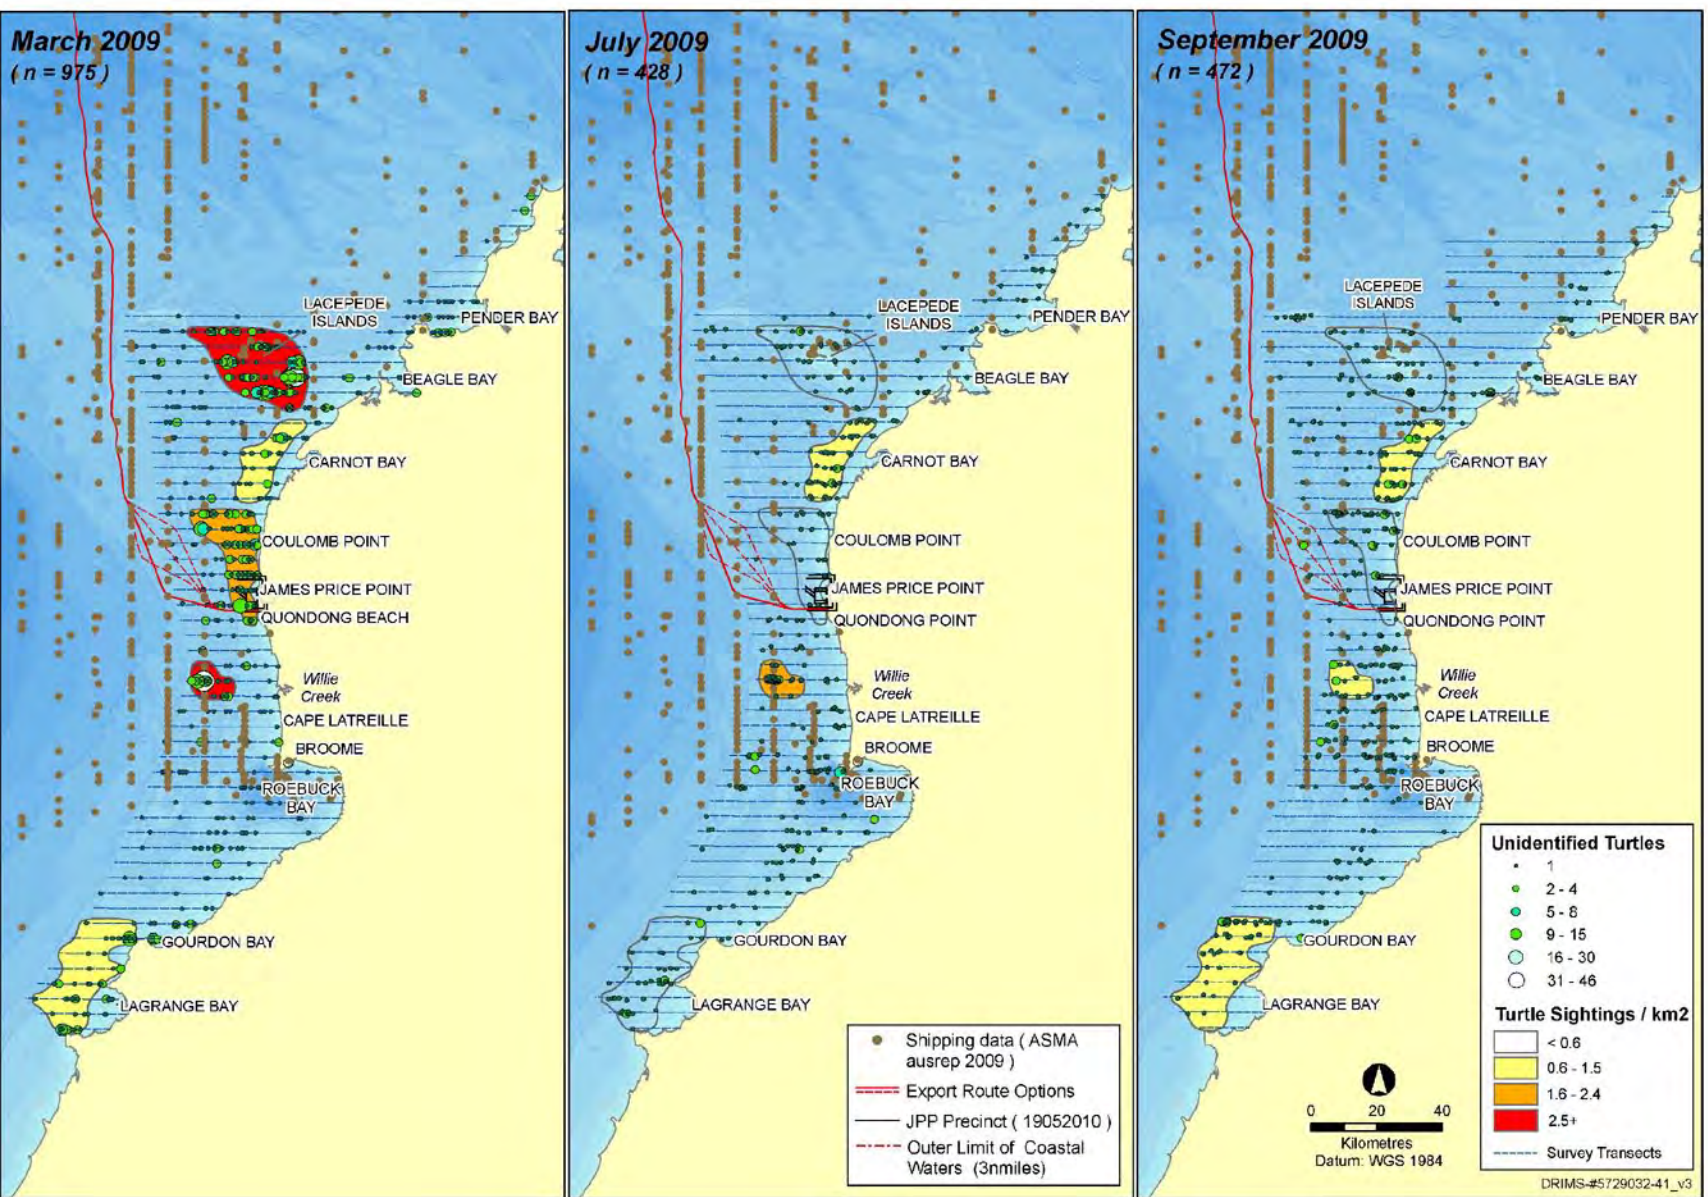 March 2009
( n = 975 )
LACEPEDE
ISLANDS
PENDER BAY
BEAGLE BAY
CARNOT BAY
COULOMB POINT
JAMES PRICE POINT
QUONDONG BEACH
Willie
Creek
CAPE LATREILLE
BROOME
ROEBUCK
BAY
GOURDON BAY
LAGRANGE BAY
July 2009
( n = 428 )
LACEPEDE
ISLANDS
PENDER BAY
BEAGLE BAY
CARNOT BAY
COULOMB POINT
JAMES PRICE POINT
QUONDONG POINT
Willie
Creek
CAPE LATREILLE
BROOME
ROEBUCK
BAY
GOURDON BAY
LAGRANGE BAY
Shipping data ( ASMA
ausrep 2009 )
Export Route Options
JPP Precinct ( 19052010 )
Outer Limit of Coastal
Waters (3nmiles)
September 2009
( n = 472 )
LACEPEDE
ISLANDS
PENDER BAY
BEAGLE BAY
CARNOT BAY
COULOMB POINT
JAMES PRICE POINT
QUONDONG POINT
Willie
Creek
CAPE LATREILLE
BROOME
ROEBUCK
BAY
GOURDON BAY
LAGRANGE BAY
0 20 40
Kilometres
Datum: WGS 1984
Unidentified Turtles
1
2 - 4
5 - 8
9 - 15
16 - 30
31 - 46
Turtle Sightings / km2
< 0.6
0.6 - 1.5
1.6 - 2.4
2.5+
Survey Transects
DRIMS-#5729032-41_v3